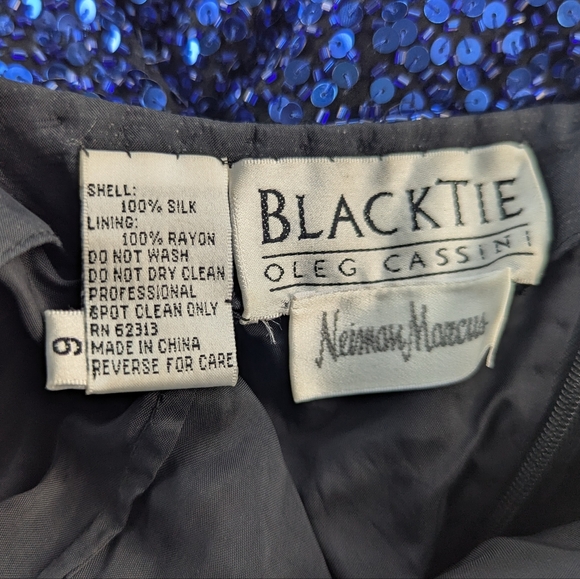 SHELL:
100% SILK
LINING:
100% RAYON
DO NOT WASH
DO NOT DRY CLEAN
PROFESSIONAL
SPOT CLEAN ONLY
RN 62313
MADE IN CHINA
REVERSE FOR CARE
6
BLACKTIE
OLEG CASSINI
Neiman Marcus